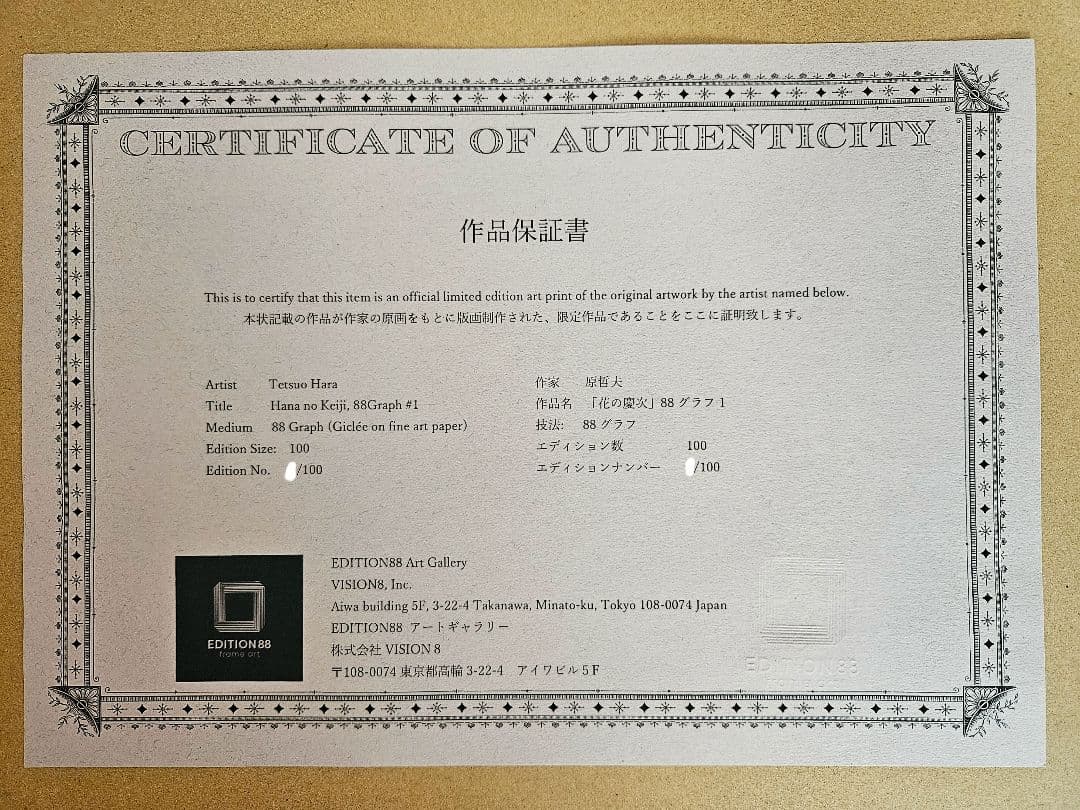 CERTIFICATE OF AUTHENTICITY
作品保証書
This is to certify that this item is an official limited edition art print of the original artwork by the artist named below.
本状記載の作品が作家の原画をもとに版画制作された、限定作品であることをここに証明致します。
Artist Tetsuo Hara
Title Hana no Keiji, 88Graph #1
Medium 88 Graph (Giclée on fine art paper)
Edition Size: 100
Edition No. /100
作家 原哲夫
作品名 「花の慶次」88 グラフ 1
技法: 88 グラフ
エディション数 100
エディションナンバー /100
EDITION88
frame art
EDITION88 Art Gallery
VISION8, Inc.
Aiwa building 5F, 3-22-4 Takanawa, Minato-ku, Tokyo 108-0074 Japan
EDITION88 アートギャラリー
株式会社 VISION 8
〒108-0074 東京都高輪 3-22-4 アイワビル 5 F
EDITION88